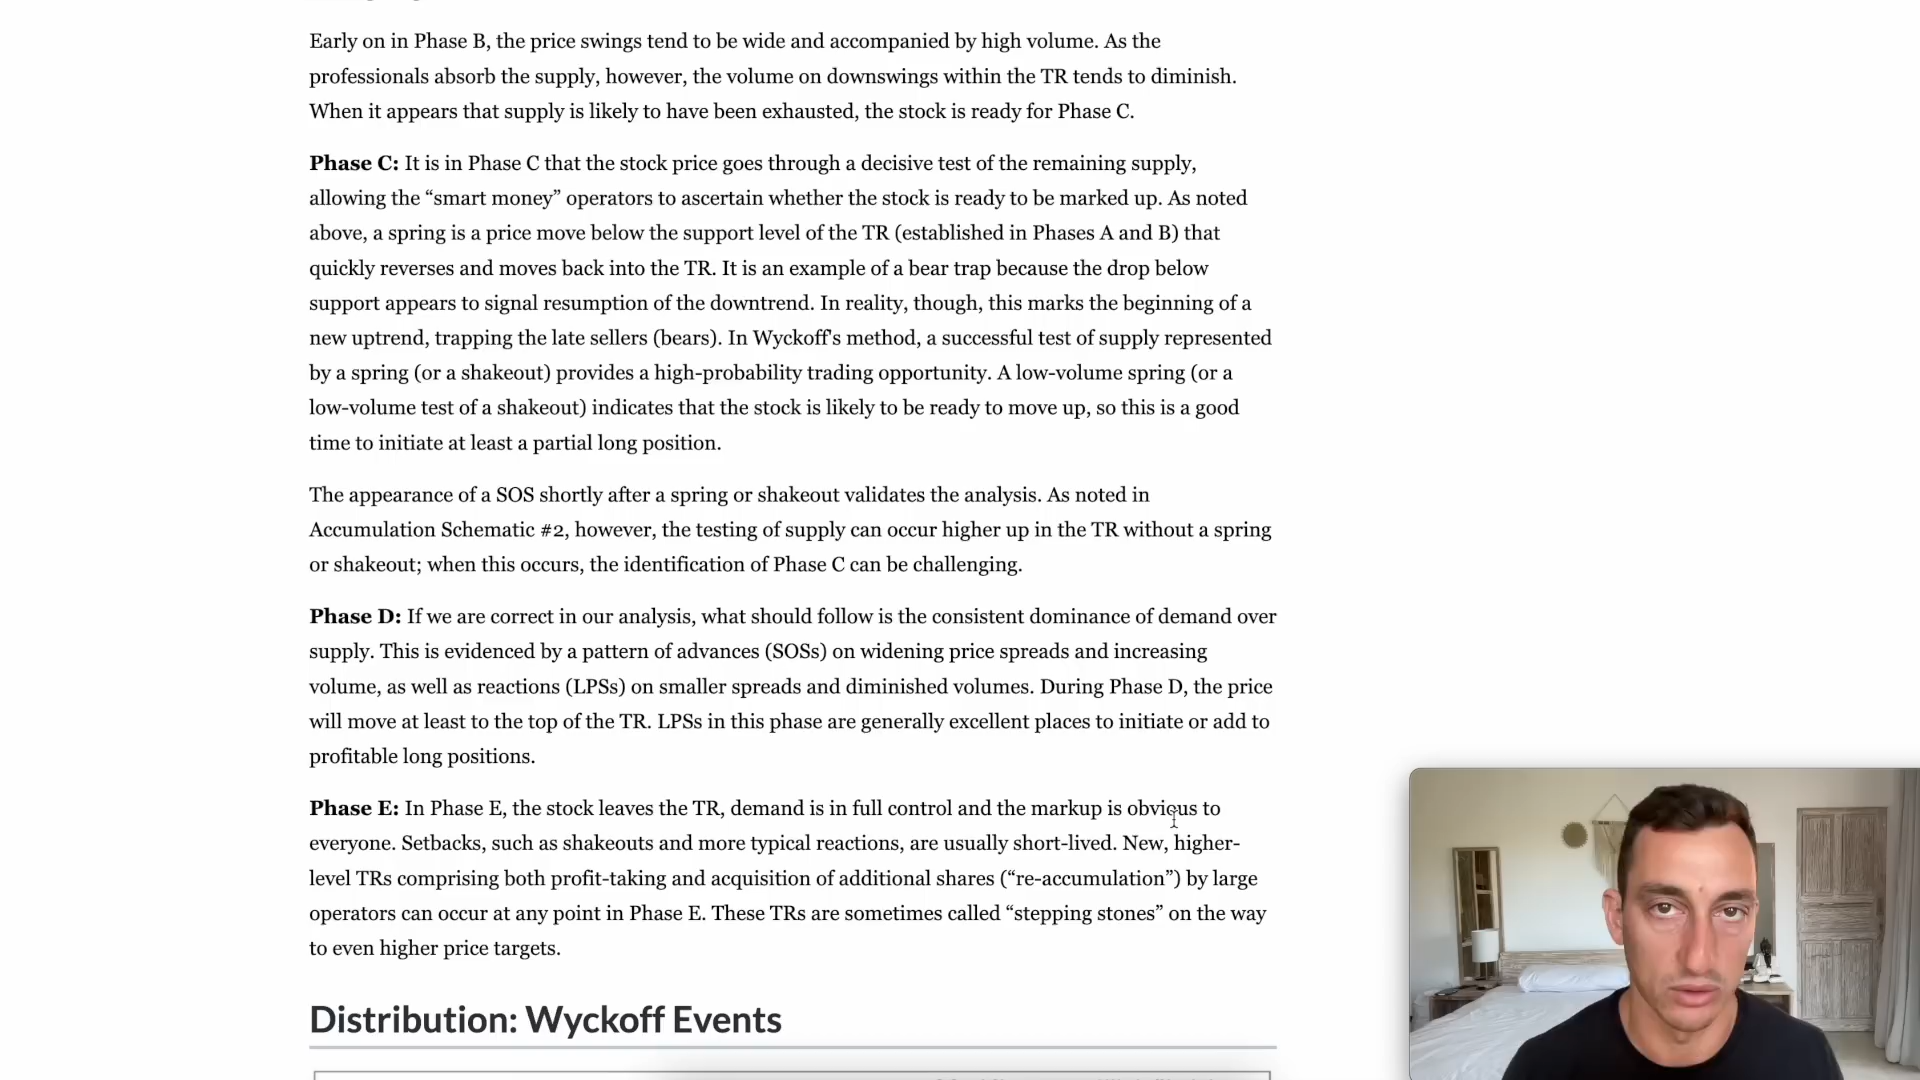 Early on in Phase B, the price swings tend to be wide and accompanied by high volume. As the
professionals absorb the supply, however, the volume on downswings within the TR tends to diminish.
When it appears that supply is likely to have been exhausted, the stock is ready for Phase C.
Phase C: It is in Phase C that the stock price goes through a decisive test of the remaining supply,
allowing the “smart money” operators to ascertain whether the stock is ready to be marked up. As noted
above, a spring is a price move below the support level of the TR (established in Phases A and B) that
quickly reverses and moves back into the TR. It is an example of a bear trap because the drop below
support appears to signal resumption of the downtrend. In reality, though, this marks the beginning of a
new uptrend, trapping the late sellers (bears). In Wyckoff's method, a successful test of supply represented
by a spring (or a shakeout) provides a high-probability trading opportunity. A low-volume spring (or a
low-volume test of a shakeout) indicates that the stock is likely to be ready to move up, so this is a good
time to initiate at least a partial long position.
The appearance of a SOS shortly after a spring or shakeout validates the analysis. As noted in
Accumulation Schematic #2, however, the testing of supply can occur higher up in the TR without a spring
or shakeout; when this occurs, the identification of Phase C can be challenging.
Phase D: If we are correct in our analysis, what should follow is the consistent dominance of demand over
supply. This is evidenced by a pattern of advances (SOSs) on widening price spreads and increasing
volume, as well as reactions (LPSs) on smaller spreads and diminished volumes. During Phase D, the price
will move at least to the top of the TR. LPSs in this phase are generally excellent places to initiate or add to
profitable long positions.
Phase E: In Phase E, the stock leaves the TR, demand is in full control and the markup is obvious to
everyone. Setbacks, such as shakeouts and more typical reactions, are usually short-lived. New, higher-
level TRs comprising both profit-taking and acquisition of additional shares (“re-accumulation”) by large
operators can occur at any point in Phase E. These TRs are sometimes called “stepping stones” on the way
to even higher price targets.
Distribution: Wyckoff Events